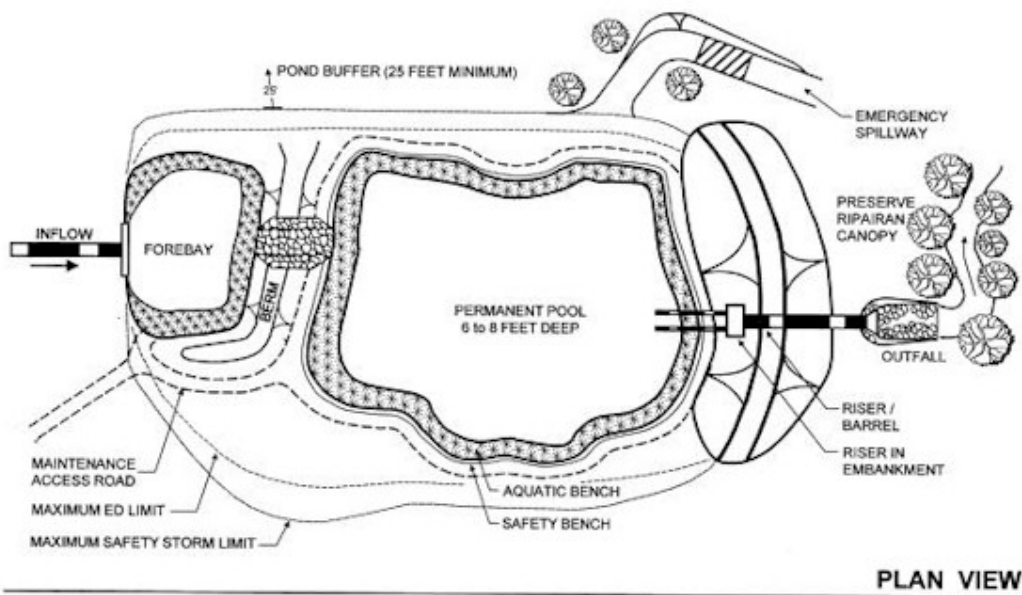 POND BUFFER (25 FEET MINIMUM)
25'
EMERGENCY
SPILLWAY
PRESERVE
RIPAIRAN
CANOPY
INFLOW
FOREBAY
BERM
PERMANENT POOL
6 to 8 FEET DEEP
OUTFALL
RISER /
BARREL
RISER IN
EMBANKMENT
MAINTENANCE
ACCESS ROAD
MAXIMUM ED LIMIT
MAXIMUM SAFETY STORM LIMIT
AQUATIC BENCH
SAFETY BENCH
PLAN VIEW